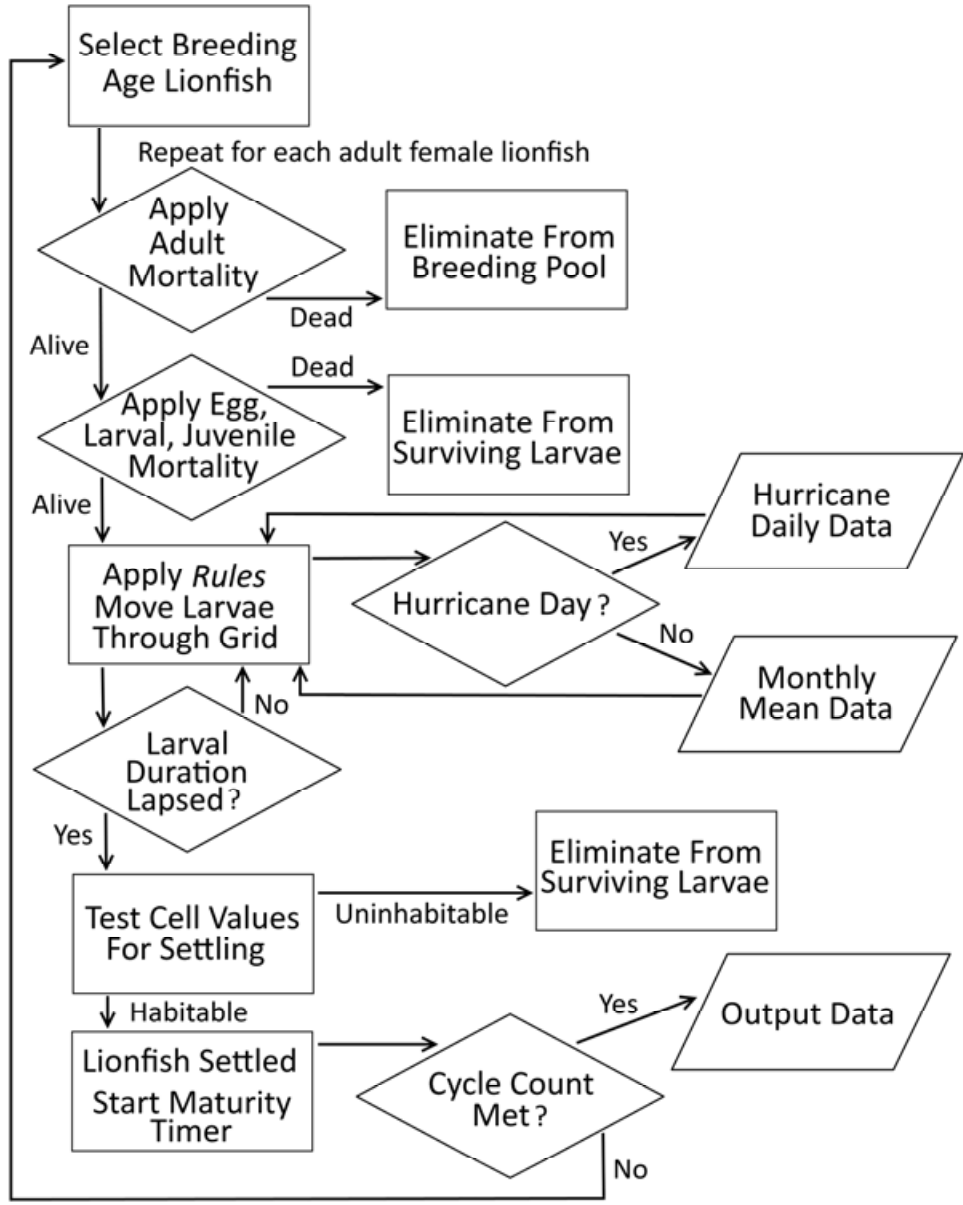 Select Breeding
Age Lionfish
Repeat for each adult female lionfish
Apply
Adult
Mortality
Eliminate From
Breeding Pool
Dead
Alive
Dead
Apply Egg,
Larval, Juvenile
Mortality
Eliminate From
Surviving Larvae
Alive
Hurricane
Daily Data
Yes
Apply Rules
Move Larvae
Through Grid
Hurricane Day?
No
Monthly
Mean Data
No
Larval
Duration
Lapsed?
Yes
Eliminate From
Surviving Larvae
Test Cell Values
For Settling
Uninhabitable
Habitable
Yes
Output Data
Lionfish Settled
Start Maturity
Timer
Cycle Count
Met?
No